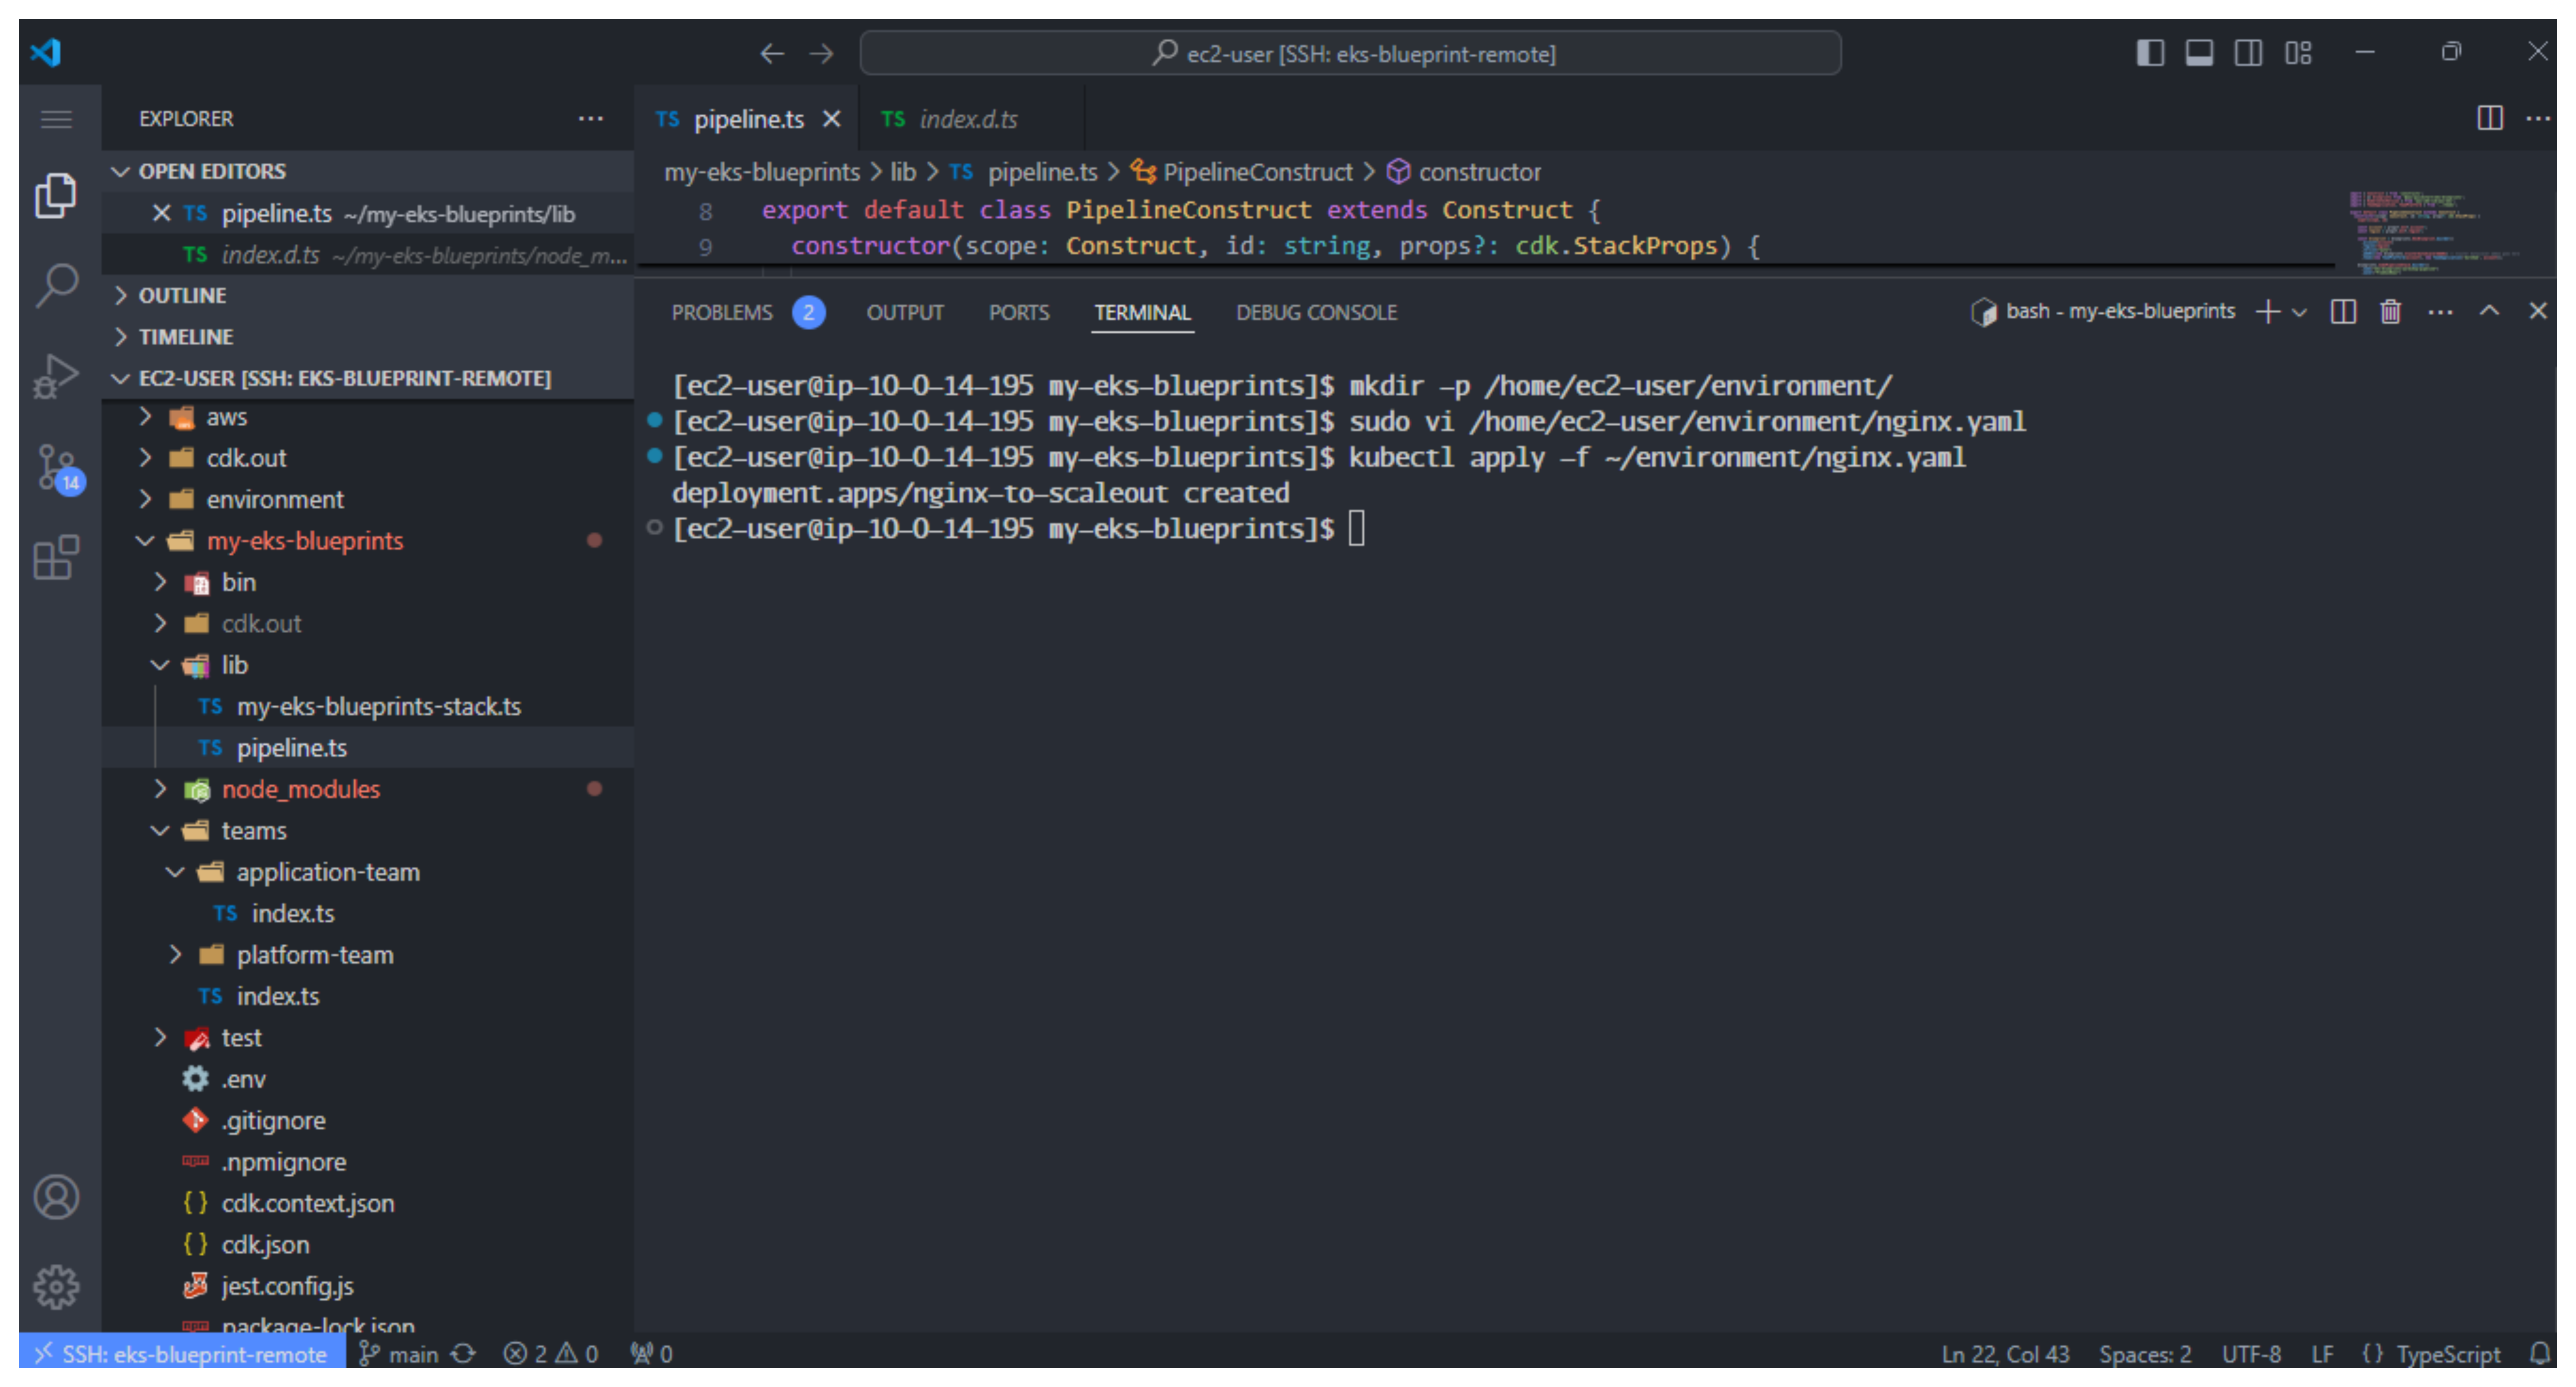 ec2-user [SSH: eks-blueprint-remote]
EXPLORER
OPEN EDITORS
TS pipeline.ts ~/my-eks-blueprints/lib
TS index.d.ts ~/my-eks-blueprints/node_m...
OUTLINE
TIMELINE
EC2-USER [SSH: EKS-BLUEPRINT-REMOTE]
aws
cdk.out
environment
my-eks-blueprints
bin
cdk.out
lib
TS my-eks-blueprints-stack.ts
TS pipeline.ts
node_modules
teams
application-team
TS index.ts
platform-team
TS index.ts
test
.env
.gitignore
.npmignore
{ } cdk.context.json
{ } cdk.json
jest.config.js
package-lock.json
14
TS pipeline.ts
TS index.d.ts
my-eks-blueprints > lib > TS pipeline.ts > PipelineConstruct > constructor
8 export default class PipelineConstruct extends Construct {
9 constructor(scope: Construct, id: string, props?: cdk.StackProps) {
PROBLEMS 2 OUTPUT PORTS TERMINAL DEBUG CONSOLE
bash - my-eks-blueprints
[ec2-user@ip-10-0-14-195 my-eks-blueprints]$ mkdir -p /home/ec2-user/environment/
[ec2-user@ip-10-0-14-195 my-eks-blueprints]$ sudo vi /home/ec2-user/environment/nginx.yaml
[ec2-user@ip-10-0-14-195 my-eks-blueprints]$ kubectl apply -f ~/environment/nginx.yaml
deployment.apps/nginx-to-scaleout created
[ec2-user@ip-10-0-14-195 my-eks-blueprints]$
SSH: eks-blueprint-remote main 2 0 0 Ln 22, Col 43 Spaces: 2 UTF-8 LF { } TypeScript